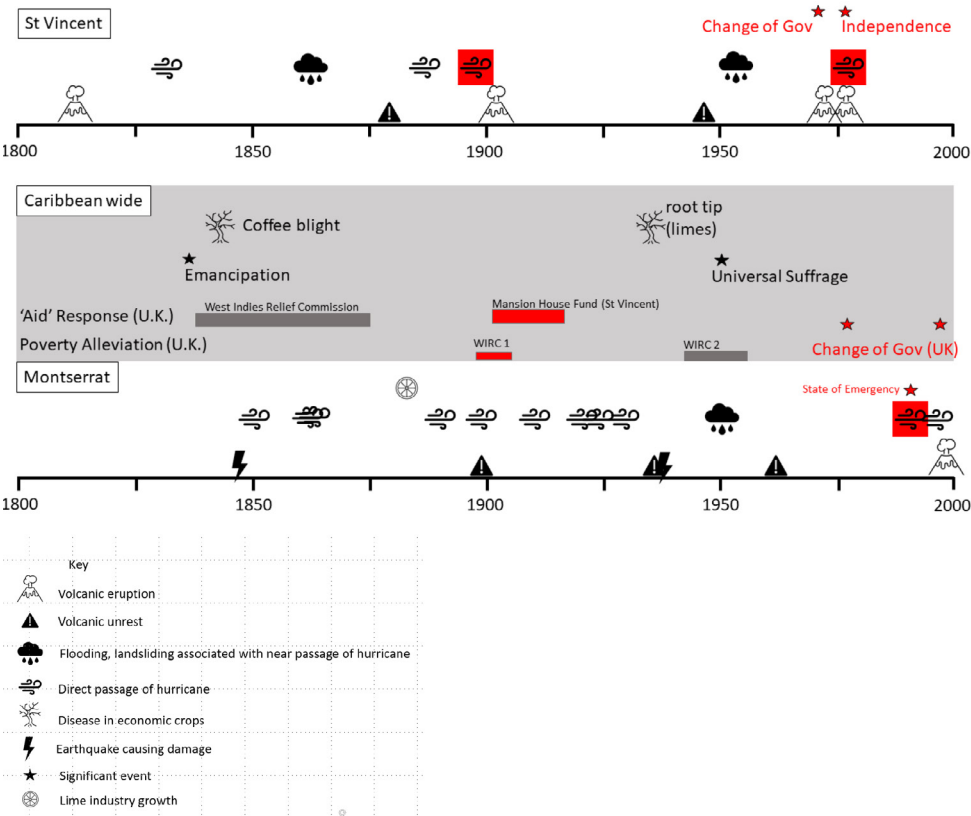 St Vincent
Change of Gov
Independence
1800
1850
1900
1950
2000
Caribbean wide
Coffee blight
root tip
(limes)
Emancipation
Universal Suffrage
West Indies Relief Commission
Mansion House Fund (St Vincent)
'Aid' Response (U.K.)
Poverty Alleviation (U.K.)
WIRC 1
WIRC 2
Change of Gov (UK)
Montserrat
State of Emergency
1800
1850
1900
1950
2000
Key
Volcanic eruption
Volcanic unrest
Flooding, landsliding associated with near passage of hurricane
Direct passage of hurricane
Disease in economic crops
Earthquake causing damage
Significant event
Lime industry growth